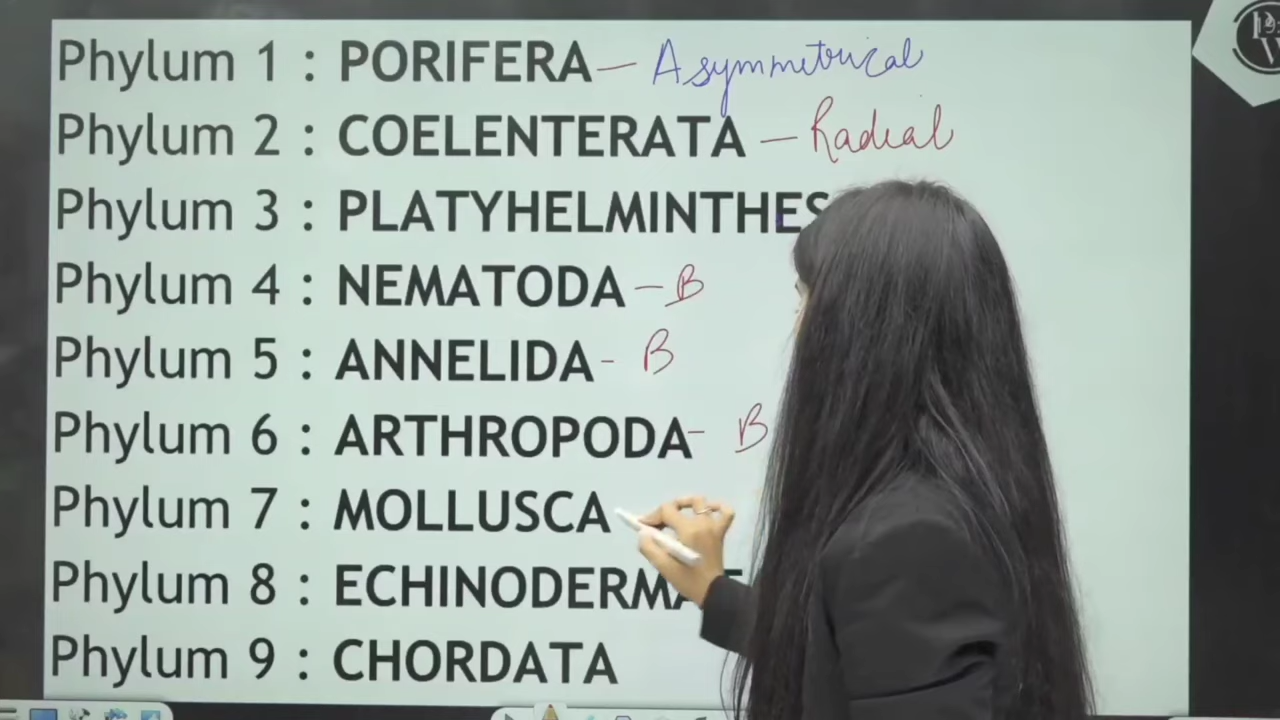 Phylum 1 : PORIFERA - Asymmetrical
Phylum 2 : COELENTERATA - Radial
Phylum 3 : PLATYHELMINTHES
Phylum 4 : NEMATODA - B
Phylum 5 : ANNELIDA - B
Phylum 6 : ARTHROPODA - B
Phylum 7 : MOLLUSCA
Phylum 8 : ECHINODERMA
Phylum 9 : CHORDATA